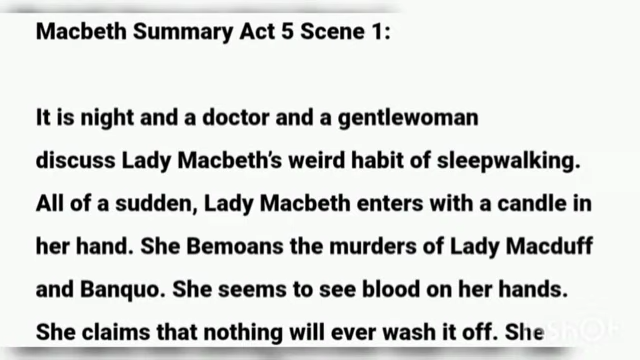 Macbeth Summary Act 5 Scene 1:
It is night and a doctor and a gentlewoman
discuss Lady Macbeth's weird habit of sleepwalking.
All of a sudden, Lady Macbeth enters with a candle in
her hand. She Bemoans the murders of Lady Macduff
and Banquo. She seems to see blood on her hands.
She claims that nothing will ever wash it off. She